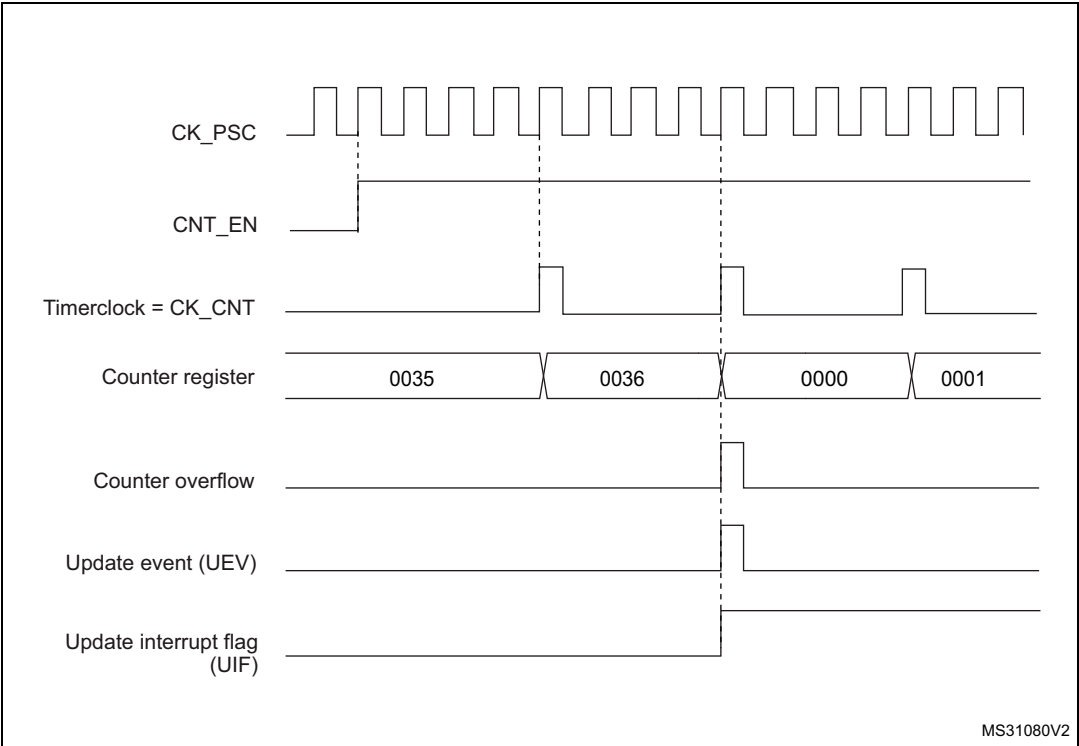 CK_PSC
CNT_EN
Timerclock = CK_CNT
Counter register
0035
0036
0000
0001
Counter overflow
Update event (UEV)
Update interrupt flag
(UIF)
MS31080V2